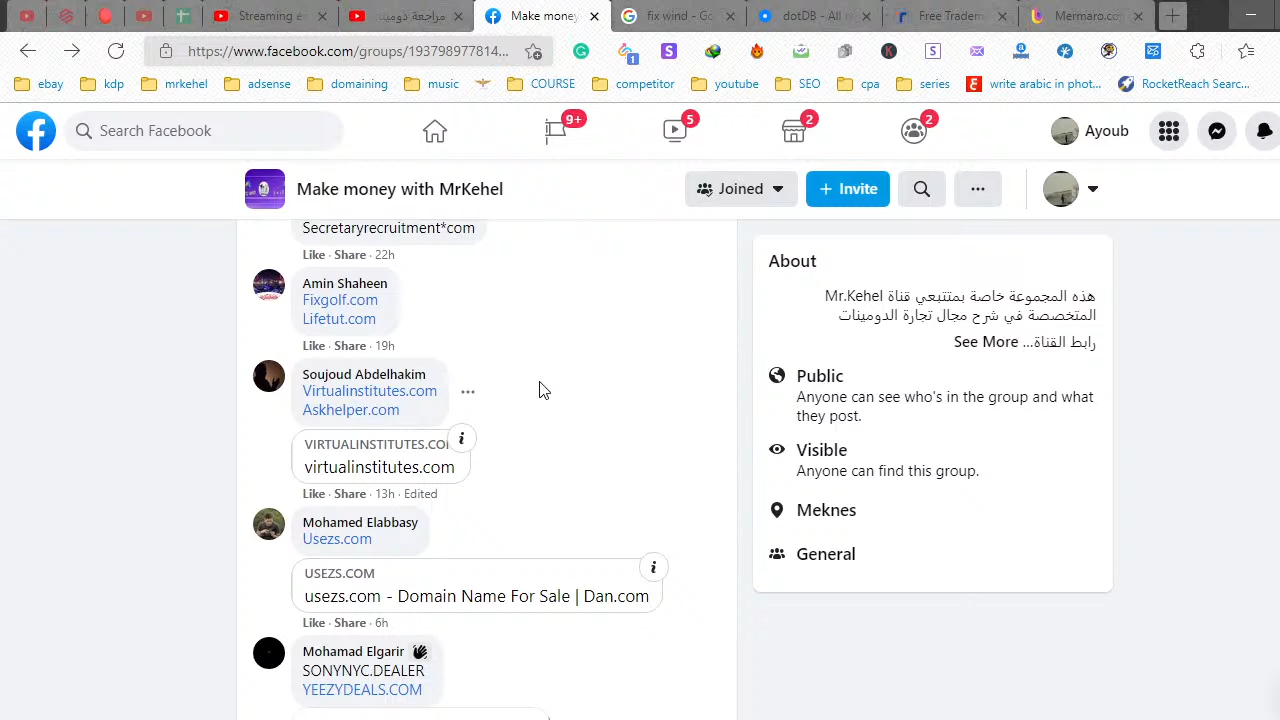 Streaming e
مراجعة دومينا
Make money
fix wind - Go
dotDB - All n
Free Tradem
Mermaro.co
https://www.facebook.com/groups/193798977814...
1
ebay
kdp
mrkehel
adsense
domaining
music
COURSE
competitor
youtube
SEO
cpa
series
write arabic in phot...
RocketReach Searc...
Search Facebook
9+
5
2
2
Ayoub
Make money with MrKehel
Joined
+ Invite
Secretaryrecruitment*com
Like · Share · 22h
Amin Shaheen
Fixgolf.com
Lifetut.com
Like · Share · 19h
Soujoud Abdelhakim
Virtualinstitutes.com
Askhelper.com
VIRTUALINSTITUTES.COM
virtualinstitutes.com
Like · Share · 13h · Edited
Mohamed Elabbasy
Usezs.com
USEZS.COM
usezs.com - Domain Name For Sale | Dan.com
Like · Share · 6h
Mohamad Elgarir
SONYNYC.DEALER
YEEZYDEALS.COM
About
هذه المجموعة خاصة بمتتبعي قناة Mr.Kehel
المتخصصة في شرح مجال تجارة الدومينات
رابط القناة... See More
Public
Anyone can see who's in the group and what
they post.
Visible
Anyone can find this group.
Meknes
General